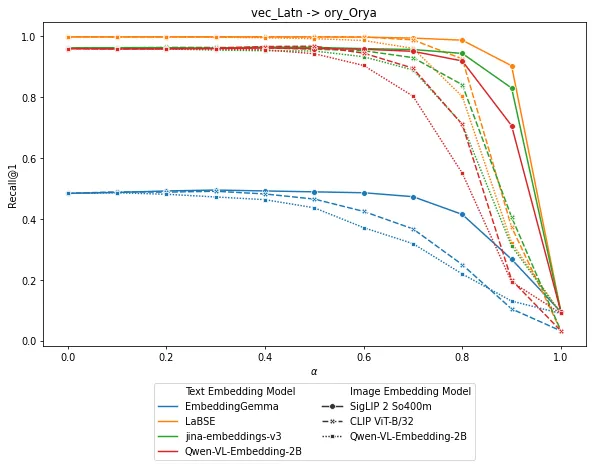 vec_Latn -> ory_Orya
Recall@1
1.0
0.8
0.6
0.4
0.2
0.0
0.0 0.2 0.4 0.6 0.8 1.0
α
Text Embedding Model Image Embedding Model
EmbeddingGemma SigLIP 2 So400m
LaBSE CLIP ViT-B/32
jina-embeddings-v3 Qwen-VL-Embedding-2B
Qwen-VL-Embedding-2B